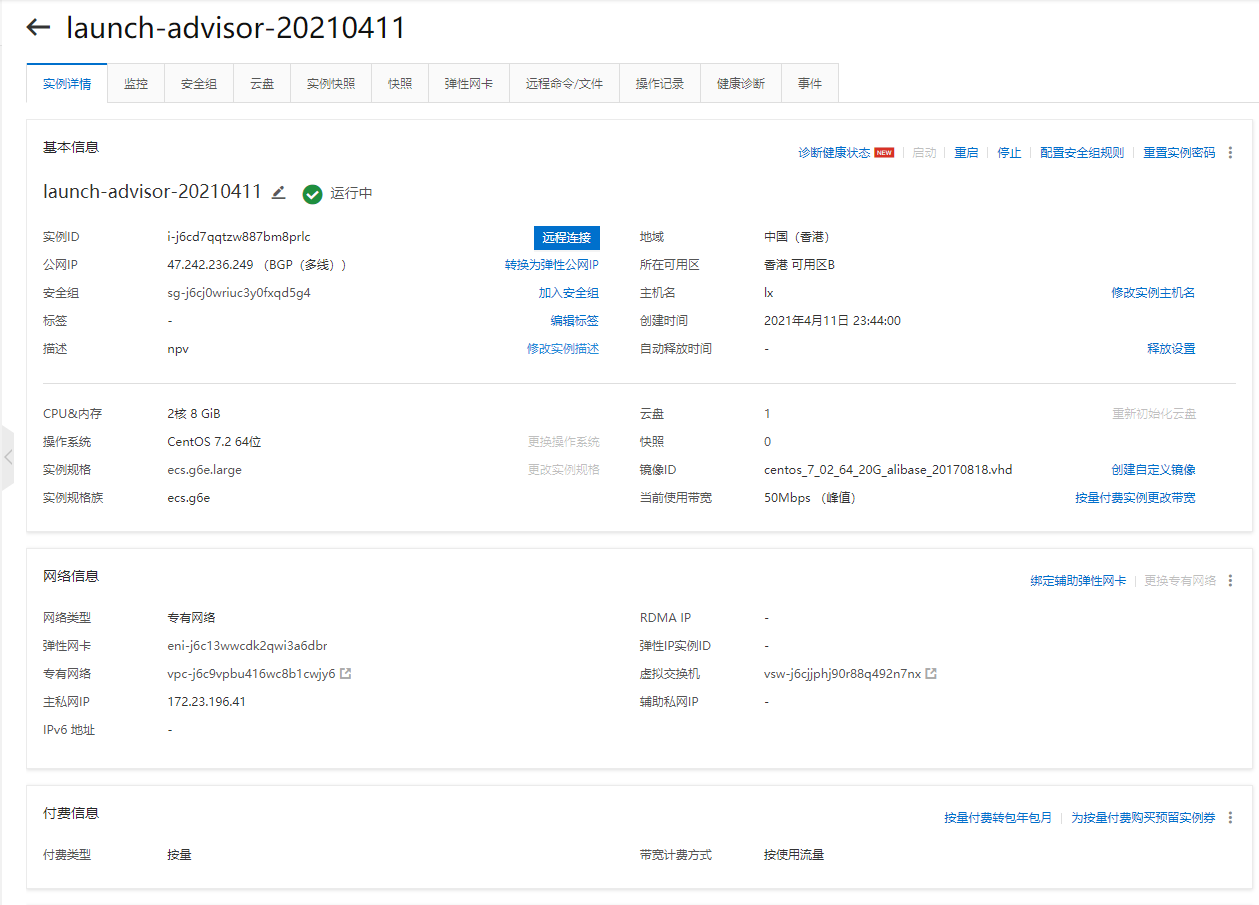 launch-advisor-20210411
实例详情 监控 安全组 云盘 实例快照 快照 弹性网卡 远程命令/文件 操作记录 健康诊断 事件
基本信息 诊断健康状态 NEW 启动 重启 停止 配置安全组规则 重置实例密码
launch-advisor-20210411 运行中
实例ID i-j6cd7qqtzw887bm8prlc 远程连接 地域 中国（香港）
公网IP 47.242.236.249 （BGP（多线）） 转换为弹性公网IP 所在可用区 香港 可用区B
安全组 sg-j6cj0wriuc3y0fxqd5g4 加入安全组 主机名 lx 修改实例主机名
标签 - 编辑标签 创建时间 2021年4月11日 23:44:00
描述 npv 修改实例描述 自动释放时间 - 释放设置
CPU&内存 2核 8 GiB 云盘 1 重新初始化云盘
操作系统 CentOS 7.2 64位 更换操作系统 快照 0
实例规格 ecs.g6e.large 更改实例规格 镜像ID centos_7_02_64_20G_alibase_20170818.vhd 创建自定义镜像
实例规格族 ecs.g6e 当前使用带宽 50Mbps （峰值） 按量付费实例更改带宽
网络信息 绑定辅助弹性网卡 更换专有网络
网络类型 专有网络 RDMA IP -
弹性网卡 eni-j6c13wwcdk2qwi3a6dbr 弹性IP实例ID -
专有网络 vpc-j6c9vpbu416wc8b1cwjy6 虚拟交换机 vsw-j6cjjphj90r88q492n7nx
主私网IP 172.23.196.41 辅助私网IP -
IPv6 地址 -
付费信息 按量付费转包年包月 为按量付费购买预留实例券
付费类型 按量 带宽计费方式 按使用流量